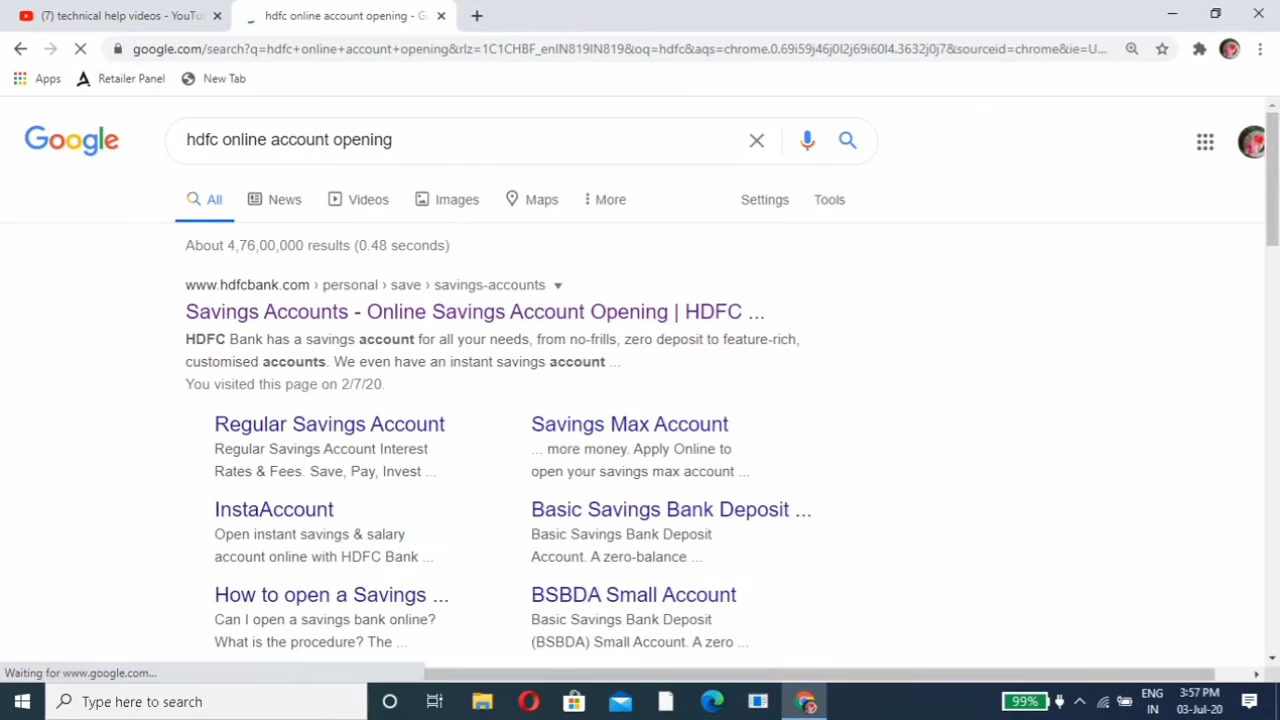 (7) technical help videos - YouTu
hdfc online account opening - G
google.com/search?q=hdfc+online+account+opening&rlz=1C1CHBF_enIN819IN819&oq=hdfc&aqs=chrome.0.69i59j46j0l2j69i60l4.3632j0j7&sourceid=chrome&ie=U...
Apps Retailer Panel New Tab
Google hdfc online account opening
All News Videos Images Maps More Settings Tools
About 4,76,00,000 results (0.48 seconds)
www.hdfcbank.com › personal › save › savings-accounts
Savings Accounts - Online Savings Account Opening | HDFC ...
HDFC Bank has a savings account for all your needs, from no-frills, zero deposit to feature-rich,
customised accounts. We even have an instant savings account ...
You visited this page on 2/7/20.
Regular Savings Account
Regular Savings Account Interest
Rates & Fees. Save, Pay, Invest ...
Savings Max Account
... more money. Apply Online to
open your savings max account ...
InstaAccount
Open instant savings & salary
account online with HDFC Bank ...
Basic Savings Bank Deposit ...
Basic Savings Bank Deposit
Account. A zero-balance ...
How to open a Savings ...
Can I open a savings bank online?
What is the procedure? The ...
BSBDA Small Account
Basic Savings Bank Deposit
(BSBDA) Small Account. A zero ...
Waiting for www.google.com...
Type here to search
99%
ENG
IN
3:57 PM
03-Jul-20